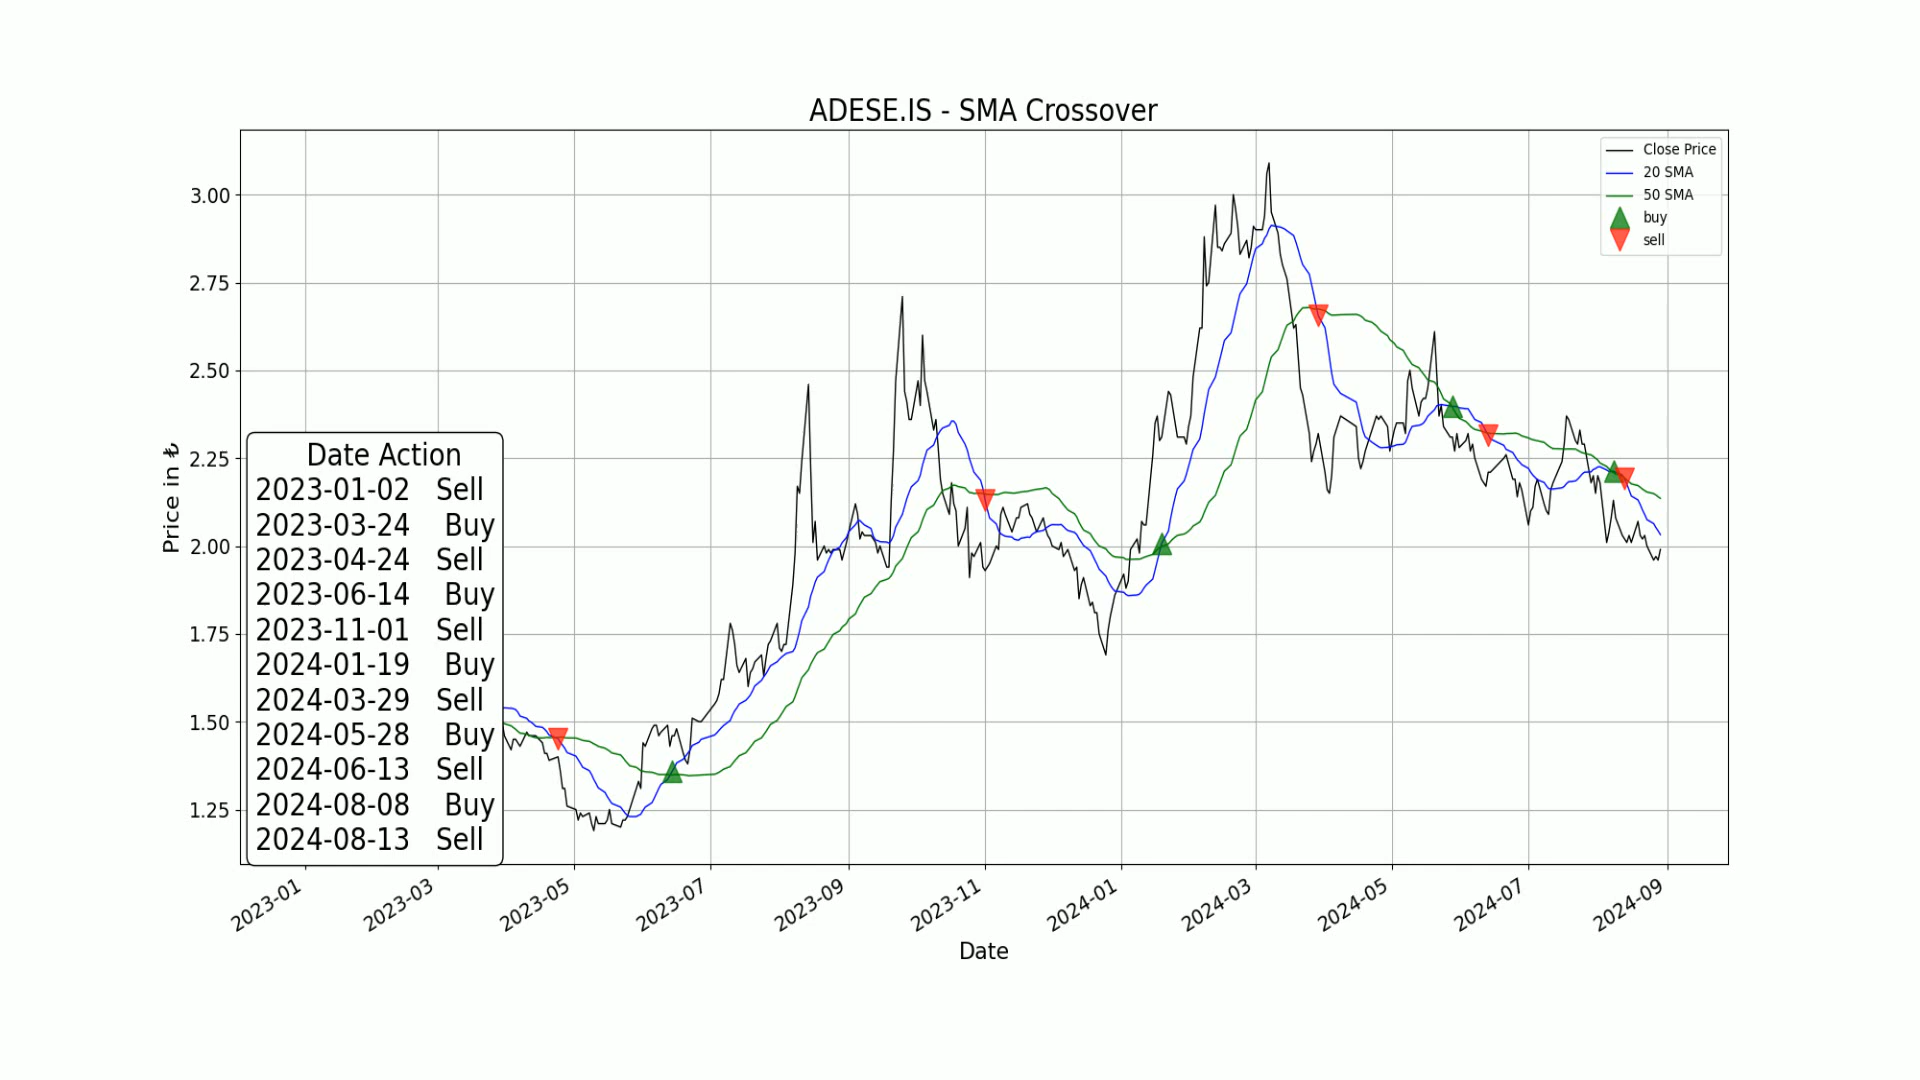 ADESE.IS - SMA Crossover
Close Price
20 SMA
50 SMA
buy
sell
3.00
2.75
2.50
2.25
2.00
1.75
1.50
1.25
Price in ₺
Date Action
2023-01-02 Sell
2023-03-24 Buy
2023-04-24 Sell
2023-06-14 Buy
2023-11-01 Sell
2024-01-19 Buy
2024-03-29 Sell
2024-05-28 Buy
2024-06-13 Sell
2024-08-08 Buy
2024-08-13 Sell
2023-01
2023-03
2023-05
2023-07
2023-09
2023-11
2024-01
2024-03
2024-05
2024-07
2024-09
Date